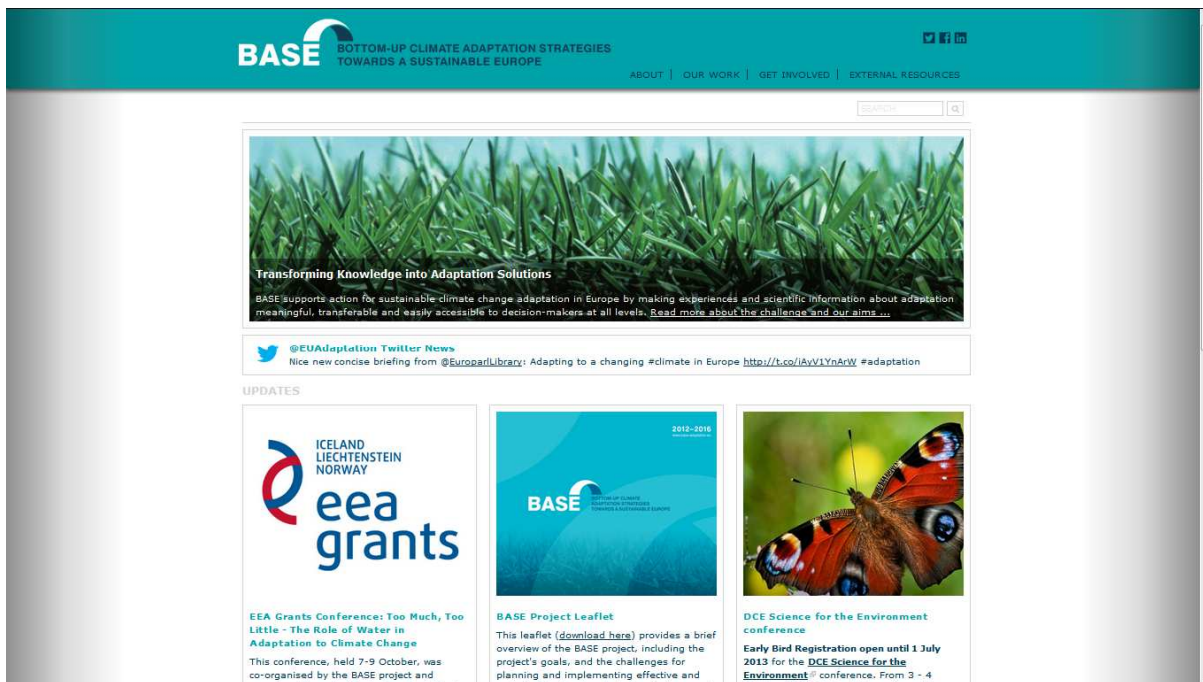 BASE
BOTTOM-UP CLIMATE ADAPTATION STRATEGIES
TOWARDS A SUSTAINABLE EUROPE
ABOUT | OUR WORK | GET INVOLVED | EXTERNAL RESOURCES
SEARCH
Transforming Knowledge into Adaptation Solutions
BASE supports action for sustainable climate change adaptation in Europe by making experiences and scientific information about adaptation
meaningful, transferable and easily accessible to decision-makers at all levels. Read more about the challenge and our aims ...
@EUAdaptation Twitter News
Nice new concise briefing from @EuroparlLibrary: Adapting to a changing #climate in Europe http://t.co/iAyV1YnArW #adaptation
UPDATES
ICELAND
LIECHTENSTEIN
NORWAY
eea
grants
EEA Grants Conference: Too Much, Too
Little - The Role of Water in
Adaptation to Climate Change
This conference, held 7-9 October, was
co-organised by the BASE project and
2012-2016
BASE
BOTTOM-UP CLIMATE
ADAPTATION STRATEGIES
TOWARDS A SUSTAINABLE EUROPE
BASE Project Leaflet
This leaflet (download here) provides a brief
overview of the BASE project, including the
project's goals, and the challenges for
planning and implementing effective and
DCE Science for the Environment
conference
Early Bird Registration open until 1 July
2013 for the DCE Science for the
Environment conference. From 3 - 4